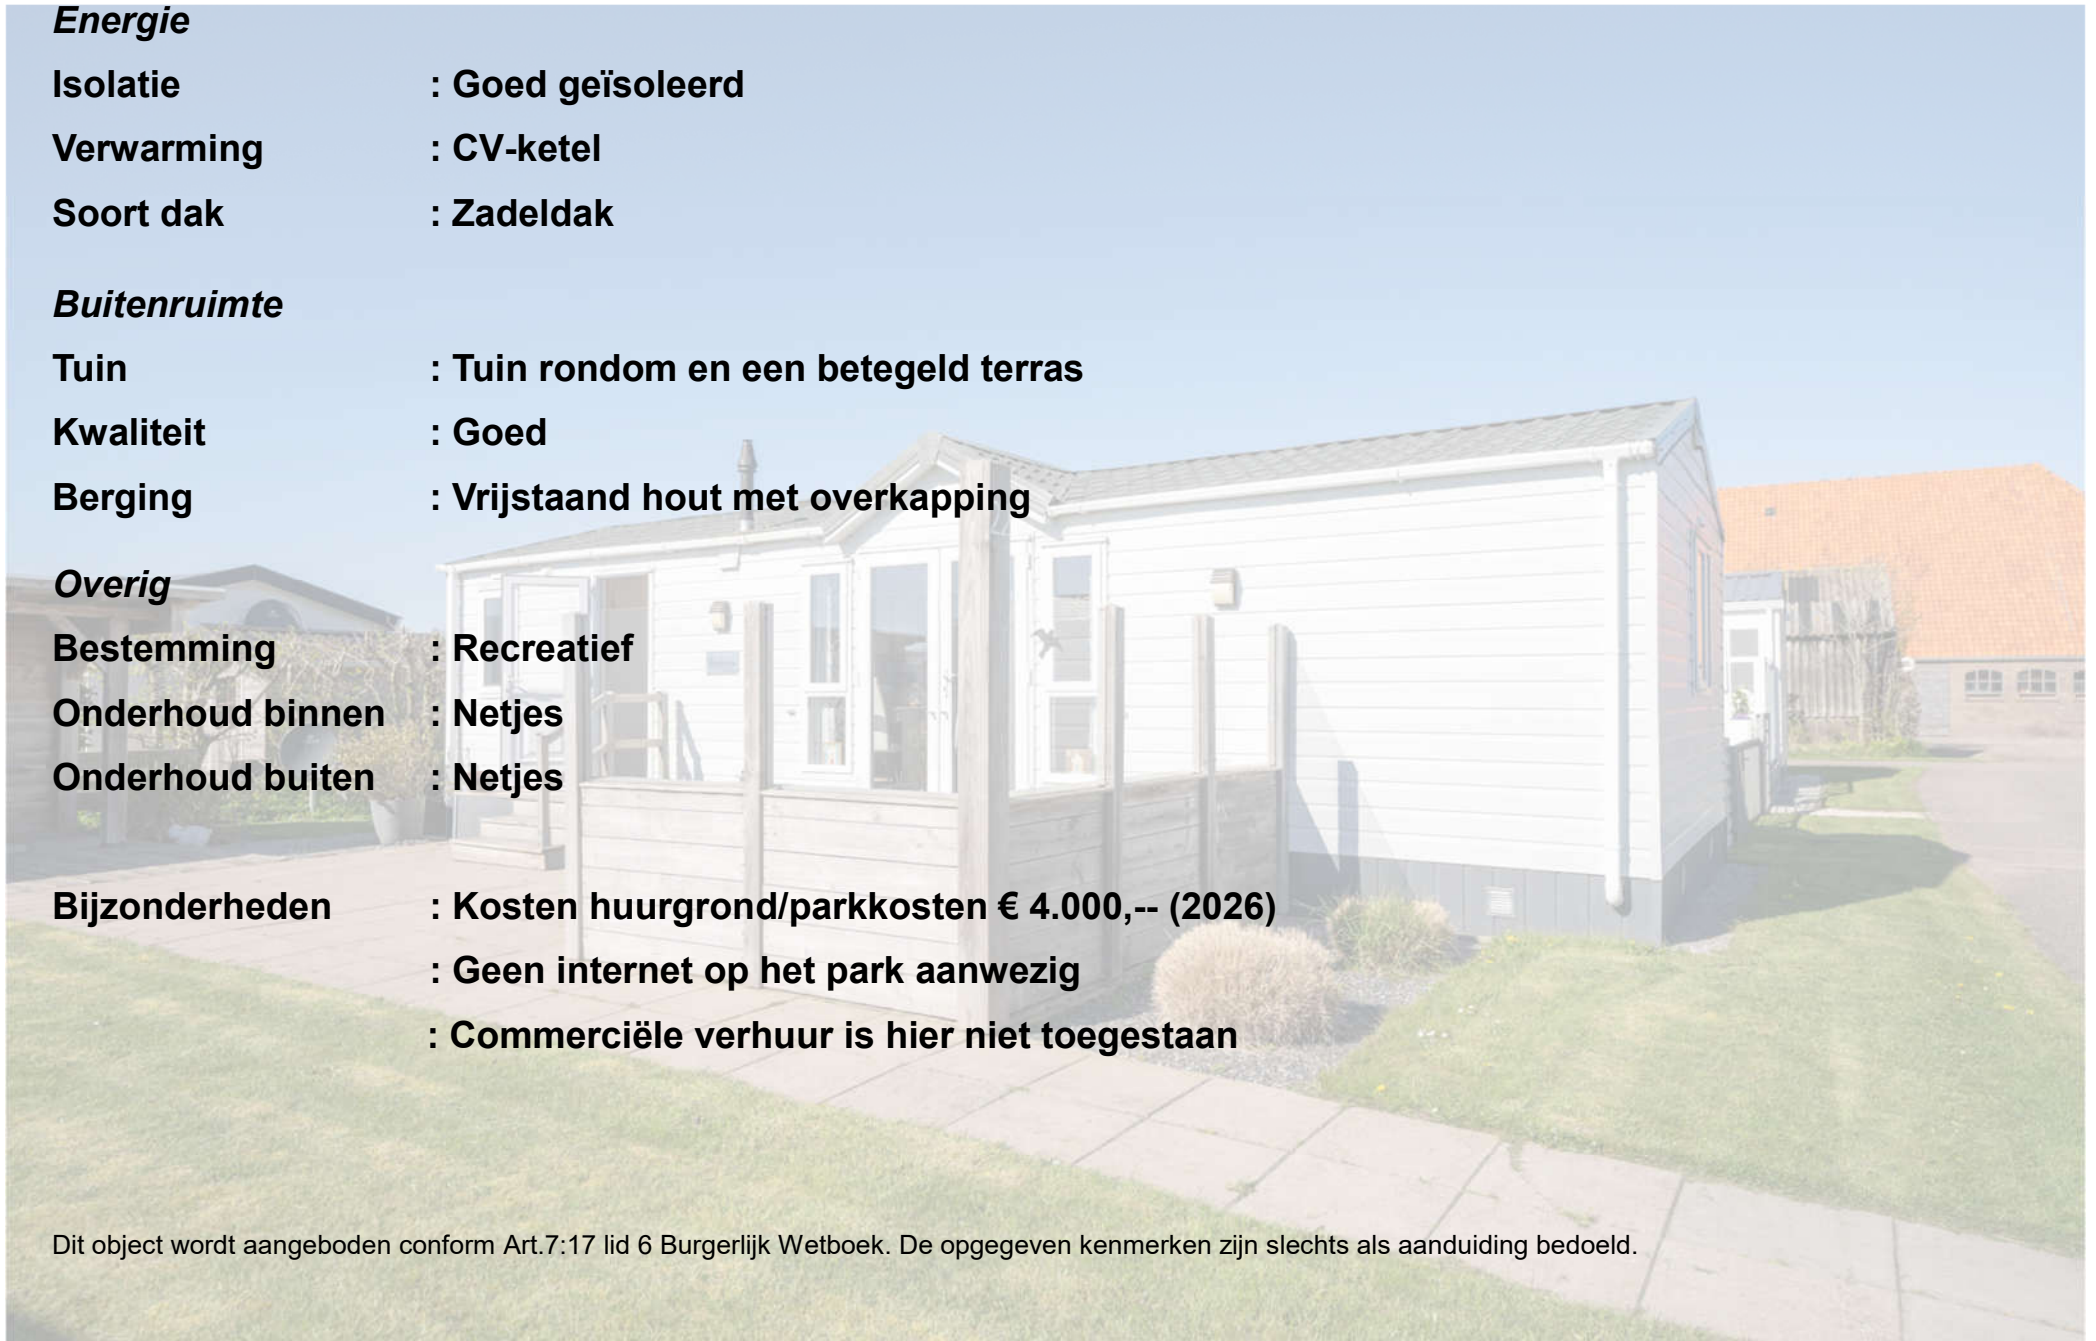 Energie
Isolatie : Goed geïsoleerd
Verwarming : CV-ketel
Soort dak : Zadeldak
Buitenruimte
Tuin : Tuin rondom en een betegeld terras
Kwaliteit : Goed
Berging : Vrijstaand hout met overkapping
Overig
Bestemming : Recreatief
Onderhoud binnen : Netjes
Onderhoud buiten : Netjes
Bijzonderheden : Kosten huurgrond/parkkosten € 4.000,-- (2026)
: Geen internet op het park aanwezig
: Commerciële verhuur is hier niet toegestaan
Dit object wordt aangeboden conform Art.7:17 lid 6 Burgerlijk Wetboek. De opgegeven kenmerken zijn slechts als aanduiding bedoeld.